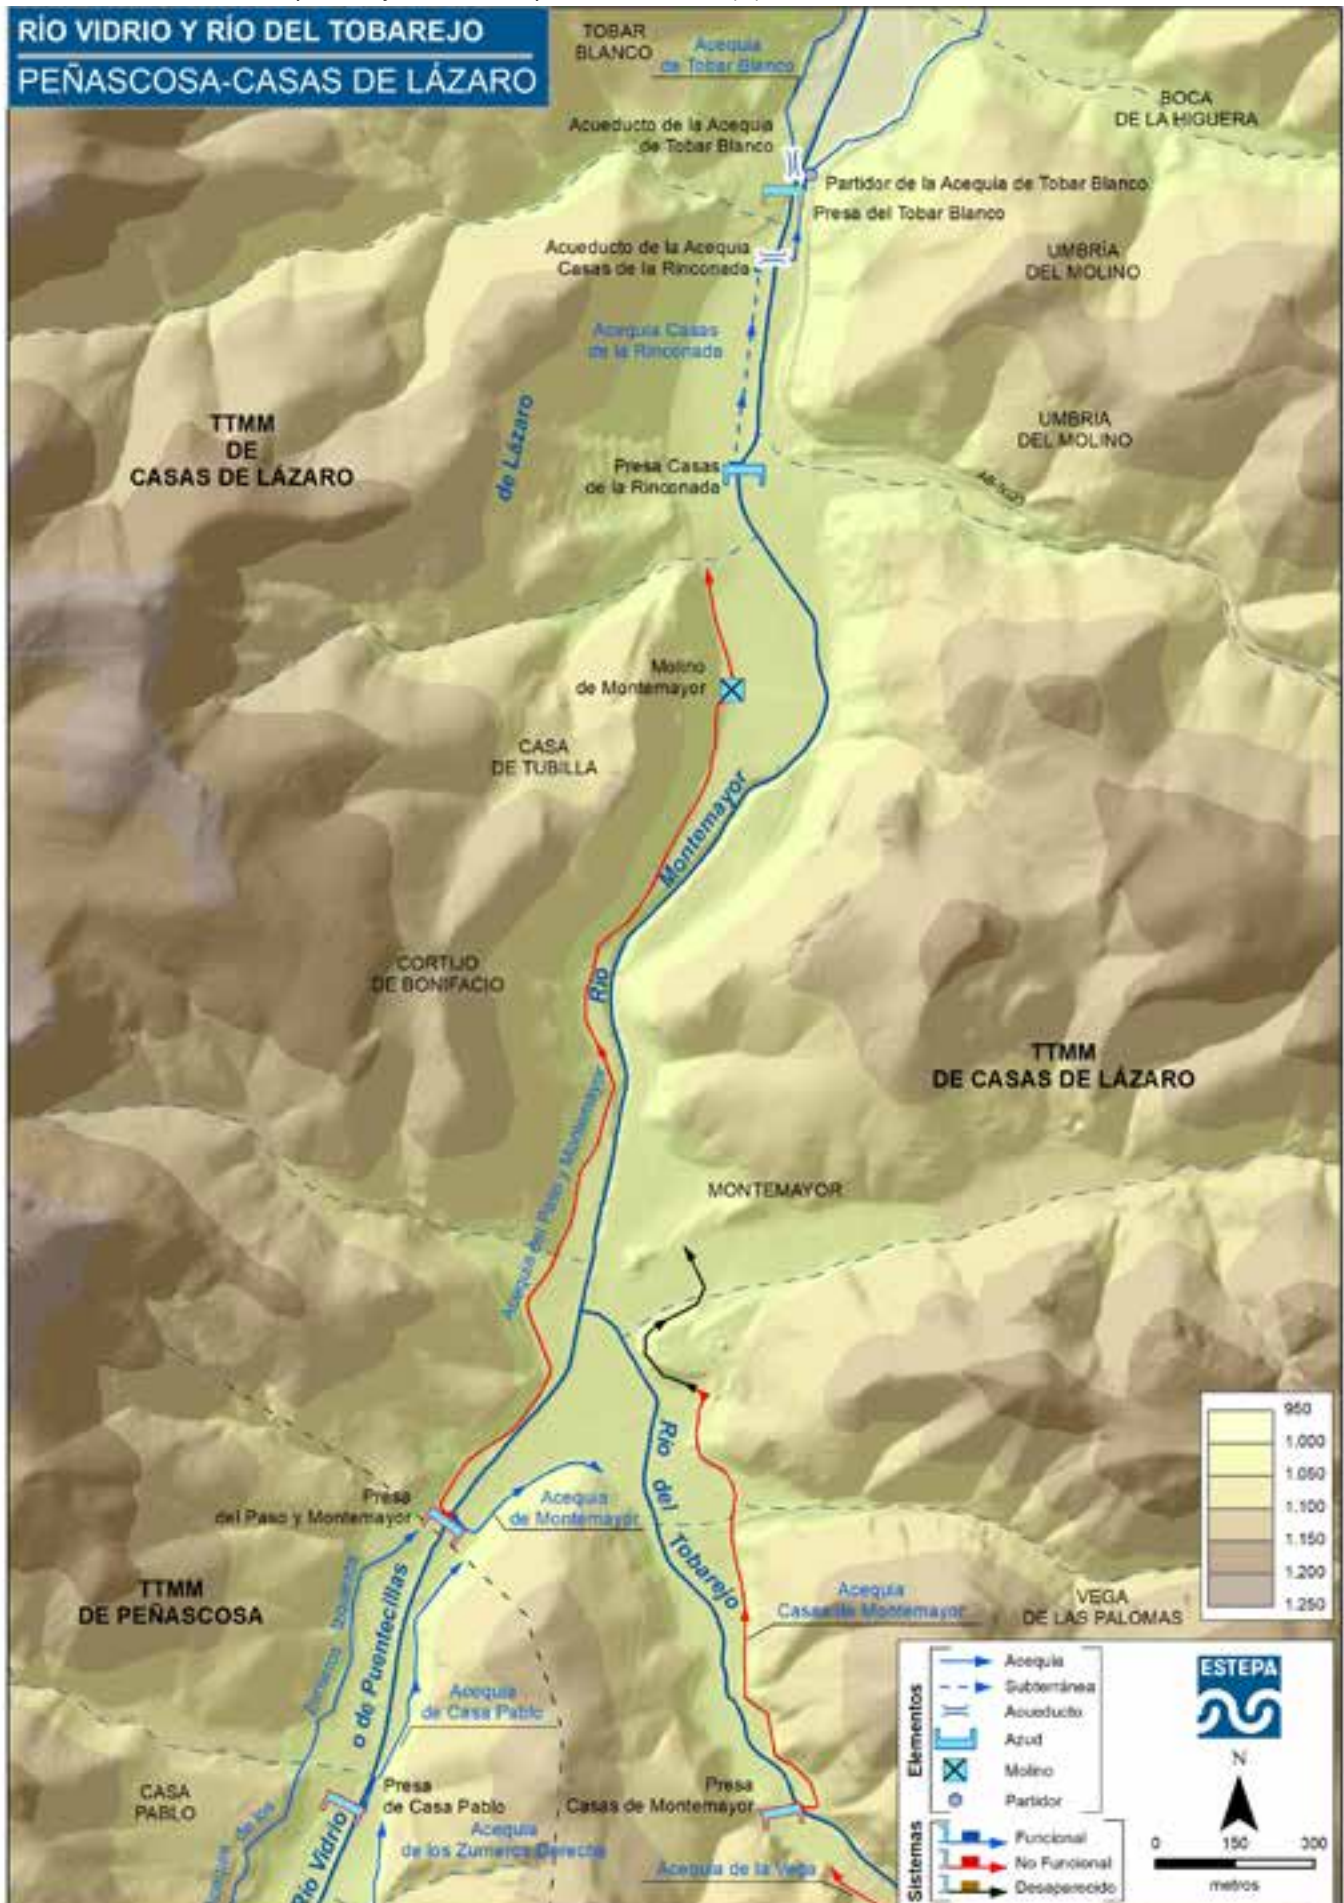 RÍO VIDRIO Y RÍO DEL TOBAREJO
PEÑASCOSA-CASAS DE LÁZARO
TOBAR
BLANCO
Acequia
de Tobar Blanco
BOCA
DE LA HIGUERA
Acueducto de la Acequia
de Tobar Blanco
Partidor de la Acequia de Tobar Blanco
Presa del Tobar Blanco
Acueducto de la Acequia
Casas de la Rinconada
UMBRÍA
DEL MOLINO
Acequia Casas
de la Rinconada
TTMM
DE
CASAS DE LÁZARO
de Lázaro
UMBRIA
DEL MOLINO
Presa Casas
de la Rinconada
Molino
de Montemayor
CASA
DE TUBILLA
Río Montemayor
CORTIJO
DE BONIFACIO
TTMM
DE CASAS DE LÁZARO
Acequia del Paso y Montemayor
MONTEMAYOR
Río del Tobarejo
Presa
del Paso y Montemayor
Acequia
de Montemayor
TTMM
DE PEÑASCOSA
Acequia
Casas de Montemayor
VEGA
DE LAS PALOMAS
Acequia de los Zumeros Izquierda
Río Vidrio o de Puentecillas
Acequia
de Casa Pablo
CASA
PABLO
Presa
de Casa Pablo
Acequia
de los Zumeros Derecha
Presa
Casas de Montemayor
Acequia de la Vega
950
1.000
1.050
1.100
1.150
1.200
1.250
Elementos
Acequia
Subterránea
Acueducto
Azud
Molino
Partidor
Sistemas
Funcional
No Funcional
Desaparecido
ESTEPA
N
0 150 300
metros